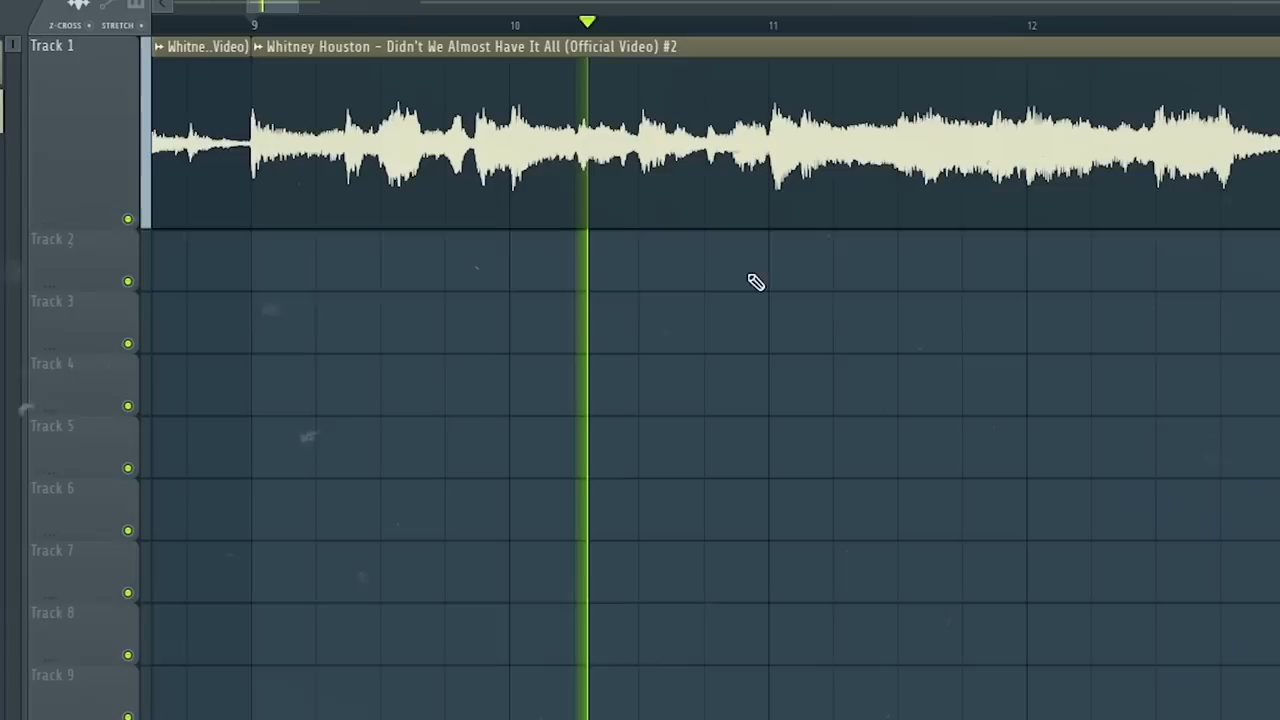 Z-CROSS STRETCH
9 10 11 12
Track 1
Whitne..Video) Whitney Houston - Didn't We Almost Have It All (Official Video) #2
Track 2
Track 3
Track 4
Track 5
Track 6
Track 7
Track 8
Track 9